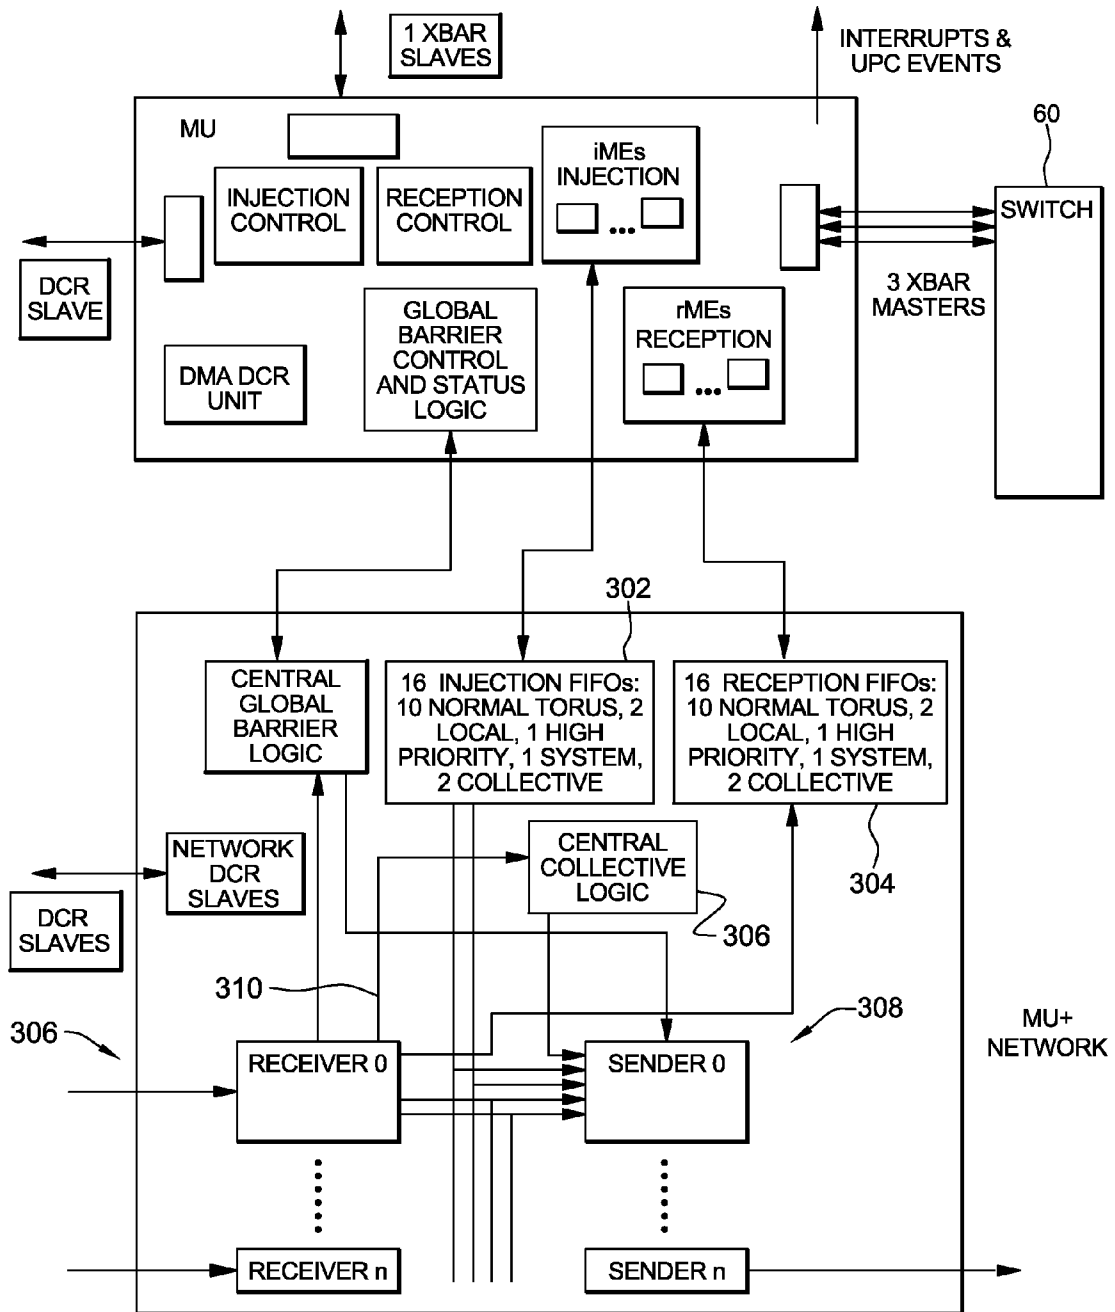 1 XBAR
SLAVES
INTERRUPTS &
UPC EVENTS
MU
iMEs
INJECTION
...
INJECTION
CONTROL
RECEPTION
CONTROL
60
SWITCH
DCR
SLAVE
3 XBAR
MASTERS
GLOBAL
BARRIER
CONTROL
AND STATUS
LOGIC
rMEs
RECEPTION
...
DMA DCR
UNIT
302
CENTRAL
GLOBAL
BARRIER
LOGIC
16 INJECTION FIFOs:
10 NORMAL TORUS, 2
LOCAL, 1 HIGH
PRIORITY, 1 SYSTEM,
2 COLLECTIVE
16 RECEPTION FIFOs:
10 NORMAL TORUS, 2
LOCAL, 1 HIGH
PRIORITY, 1 SYSTEM,
2 COLLECTIVE
304
NETWORK
DCR
SLAVES
CENTRAL
COLLECTIVE
LOGIC
306
DCR
SLAVES
310
306
308
MU+
NETWORK
RECEIVER 0
SENDER 0
RECEIVER n
SENDER n